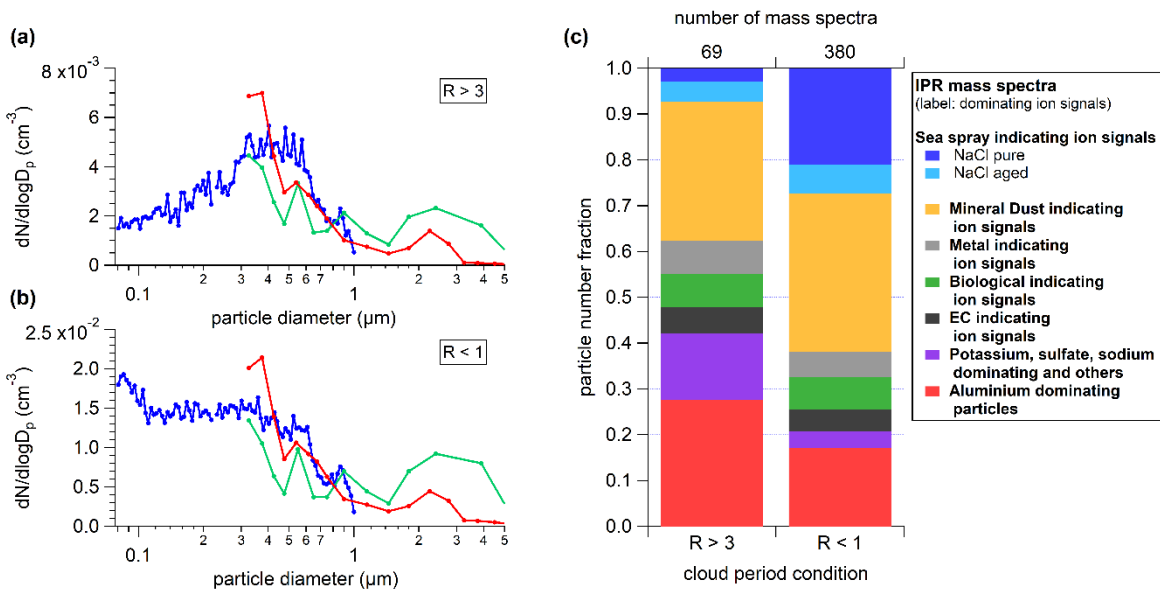 (a)
8 x10⁻³
6
4
2
0
dN/dlogDₚ (cm⁻³)
R > 3
0.1
2
3
4
5
6
7
1
2
3
4
5
particle diameter (µm)
(b)
2.5 x10⁻²
2.0
1.5
1.0
0.5
0.0
dN/dlogDₚ (cm⁻³)
R < 1
0.1
2
3
4
5
6
7
1
2
3
4
5
particle diameter (µm)
(c)
number of mass spectra
69
380
1.0
0.9
0.8
0.7
0.6
0.5
0.4
0.3
0.2
0.1
0.0
particle number fraction
R > 3
R < 1
cloud period condition
IPR mass spectra
(label: dominating ion signals)
Sea spray indicating ion signals
NaCl pure
NaCl aged
Mineral Dust indicating
ion signals
Metal indicating
ion signals
Biological indicating
ion signals
EC indicating
ion signals
Potassium, sulfate, sodium
dominating and others
Aluminium dominating
particles